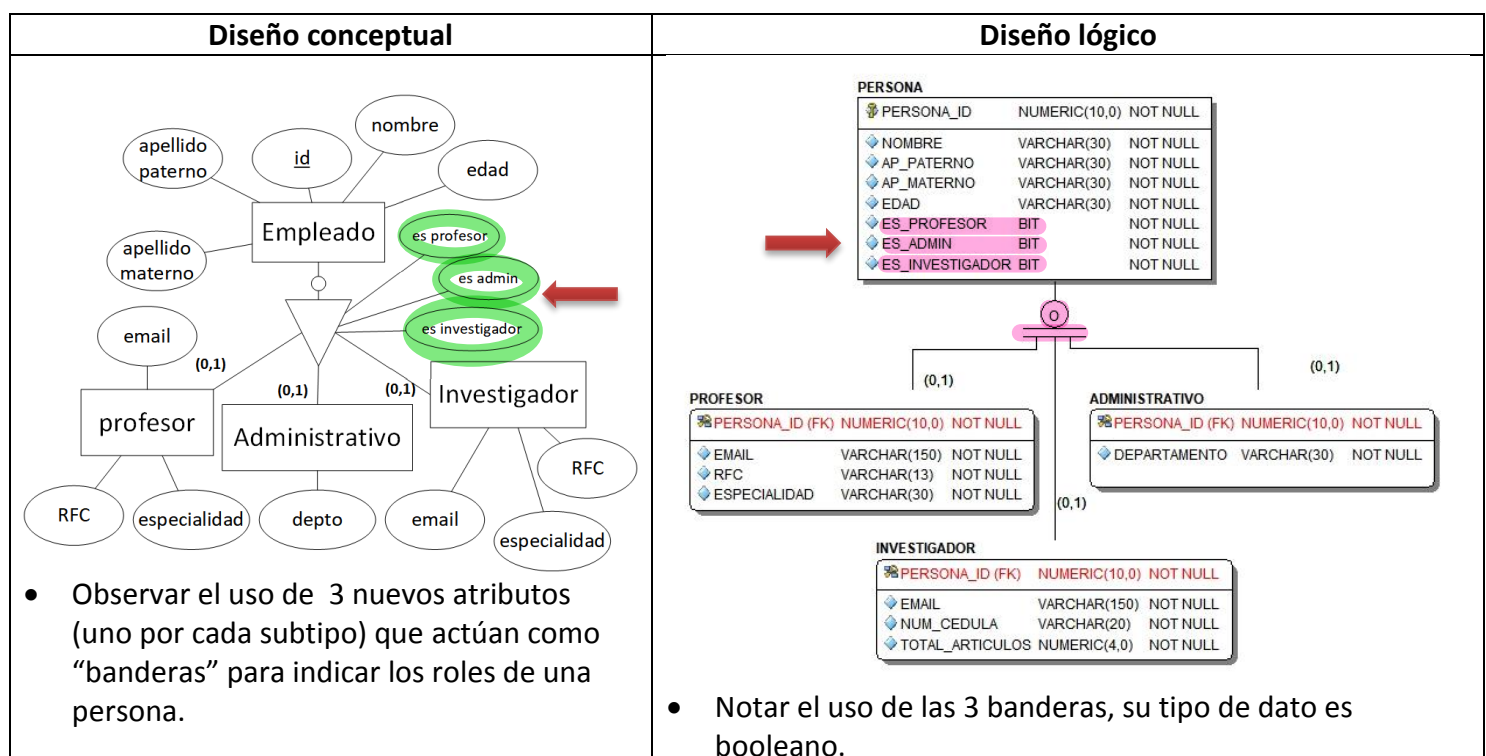 Diseño conceptual
apellido
paterno
id
nombre
edad
Empleado
apellido
materno
es profesor
es admin
es investigador
email
(0,1)
(0,1)
(0,1)
profesor
Administrativo
Investigador
RFC
especialidad
depto
email
especialidad)
RFC
• Observar el uso de 3 nuevos atributos
(uno por cada subtipo) que actúan como
“banderas” para indicar los roles de una
persona.
Diseño lógico
PERSONA
PERSONA_ID NUMERIC(10,0) NOT NULL
NOMBRE VARCHAR(30) NOT NULL
AP_PATERNO VARCHAR(30) NOT NULL
AP_MATERNO VARCHAR(30) NOT NULL
EDAD VARCHAR(30) NOT NULL
ES_PROFESOR BIT NOT NULL
ES_ADMIN BIT NOT NULL
ES_INVESTIGADOR BIT NOT NULL
O
(0,1)
(0,1)
PROFESOR
PERSONA_ID (FK) NUMERIC(10,0) NOT NULL
EMAIL VARCHAR(150) NOT NULL
RFC VARCHAR(13) NOT NULL
ESPECIALIDAD VARCHAR(30) NOT NULL
ADMINISTRATIVO
PERSONA_ID (FK) NUMERIC(10,0) NOT NULL
DEPARTAMENTO VARCHAR(30) NOT NULL
(0,1)
INVESTIGADOR
PERSONA_ID (FK) NUMERIC(10,0) NOT NULL
EMAIL VARCHAR(150) NOT NULL
NUM_CEDULA VARCHAR(20) NOT NULL
TOTAL_ARTICULOS NUMERIC(4,0) NOT NULL
• Notar el uso de las 3 banderas, su tipo de dato es
booleano.